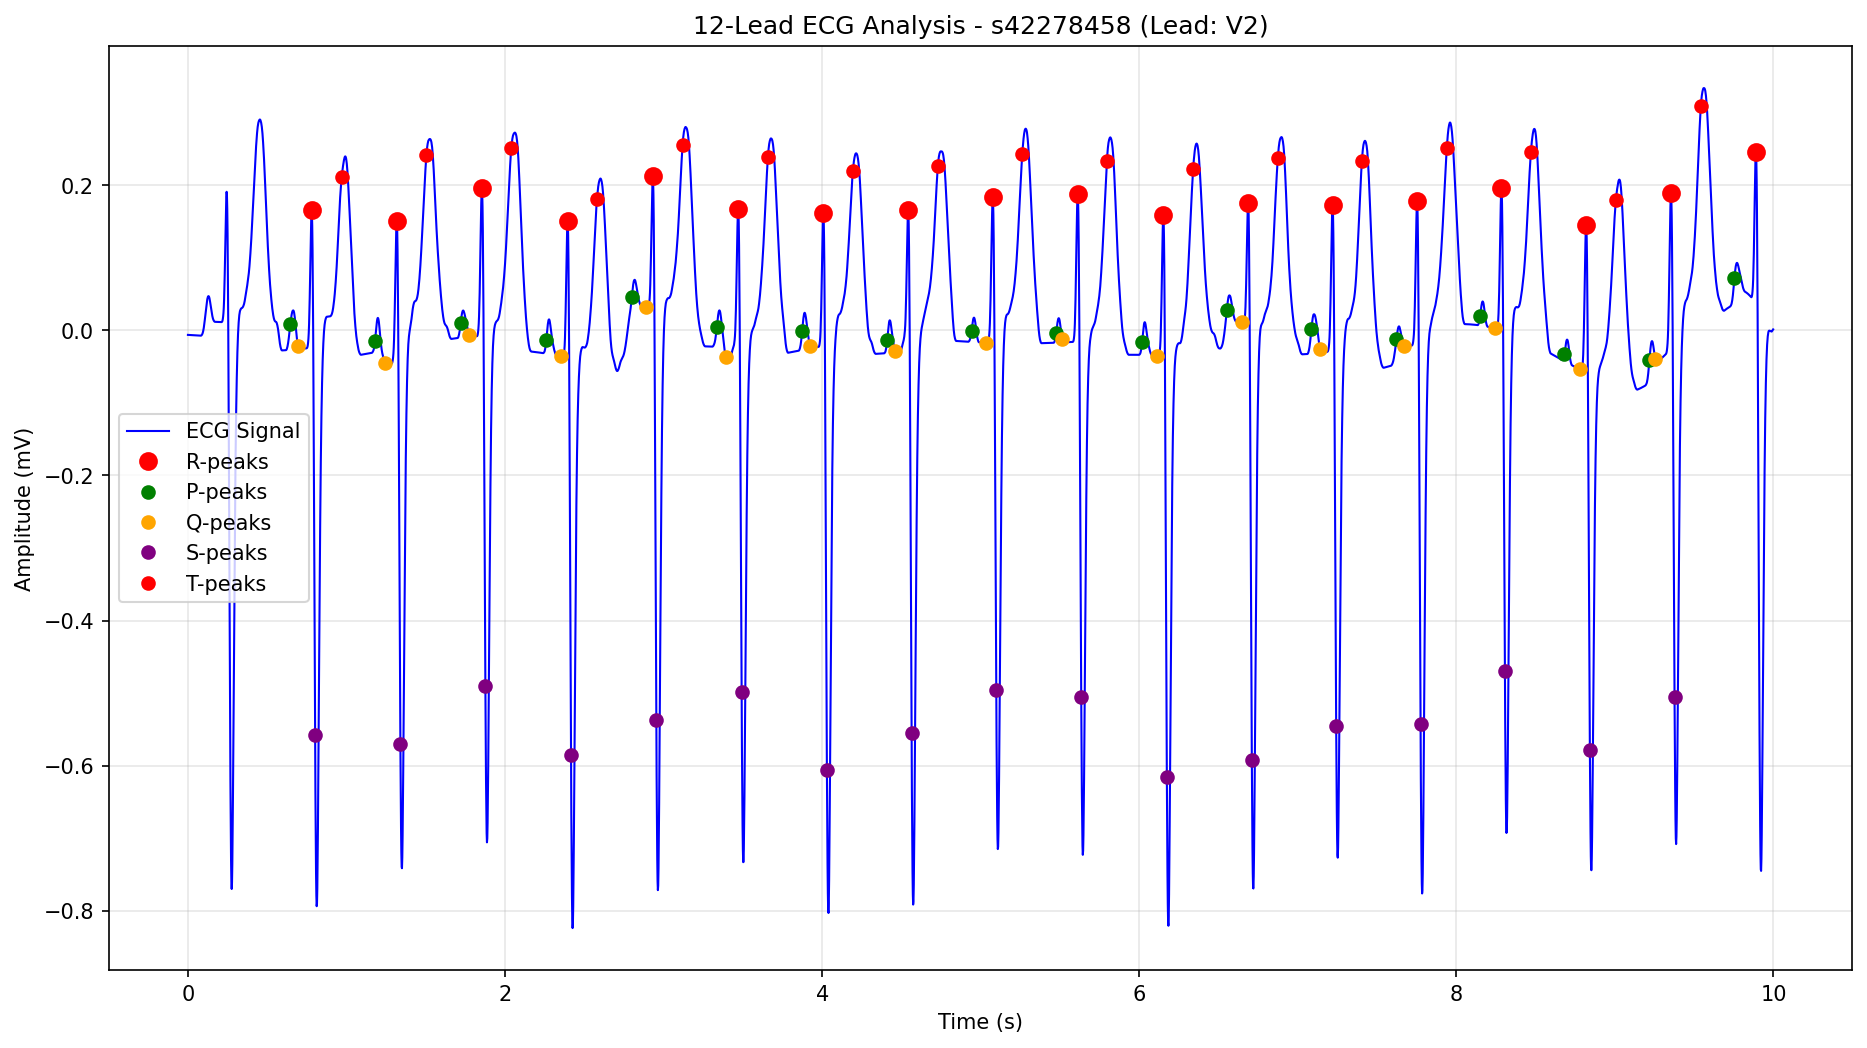 12-Lead ECG Analysis - s42278458 (Lead: V2)
Amplitude (mV)
0.2
0.0
−0.2
−0.4
−0.6
−0.8
ECG Signal
R-peaks
P-peaks
Q-peaks
S-peaks
T-peaks
0 2 4 6 8 10
Time (s)